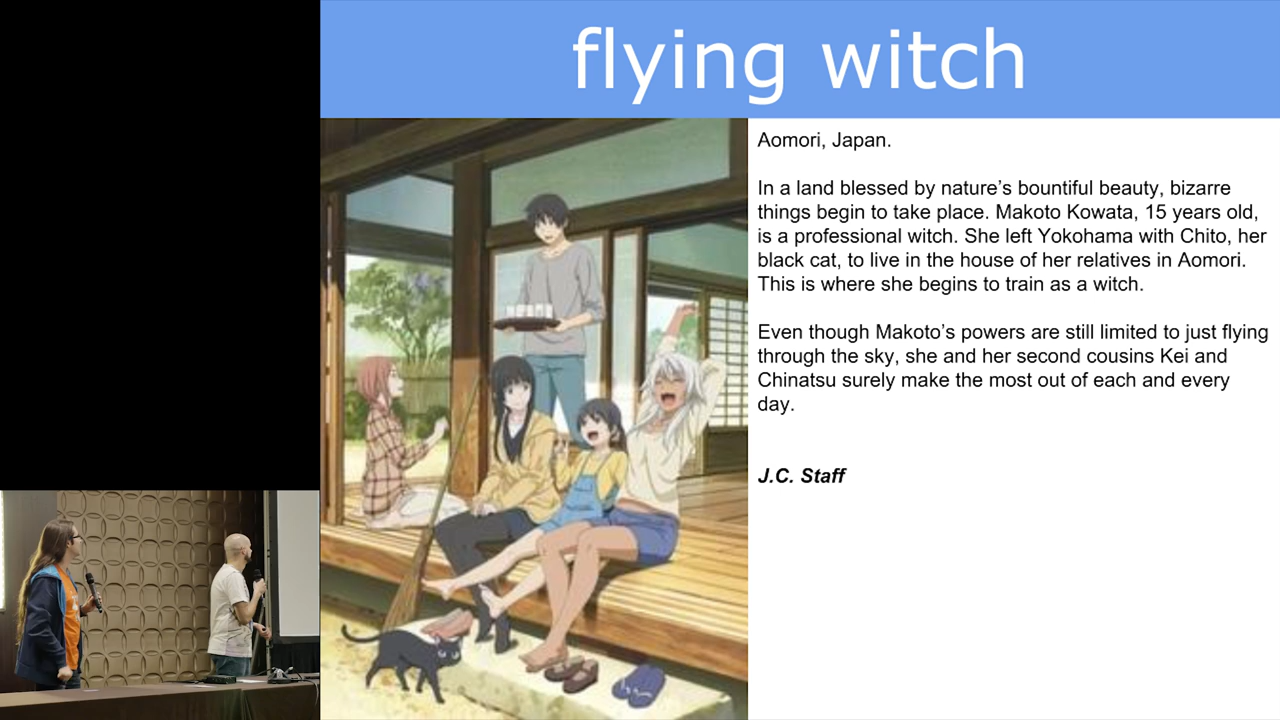 flying witch
Aomori, Japan.
In a land blessed by nature’s bountiful beauty, bizarre
things begin to take place. Makoto Kowata, 15 years old,
is a professional witch. She left Yokohama with Chito, her
black cat, to live in the house of her relatives in Aomori.
This is where she begins to train as a witch.
Even though Makoto’s powers are still limited to just flying
through the sky, she and her second cousins Kei and
Chinatsu surely make the most out of each and every
day.
J.C. Staff